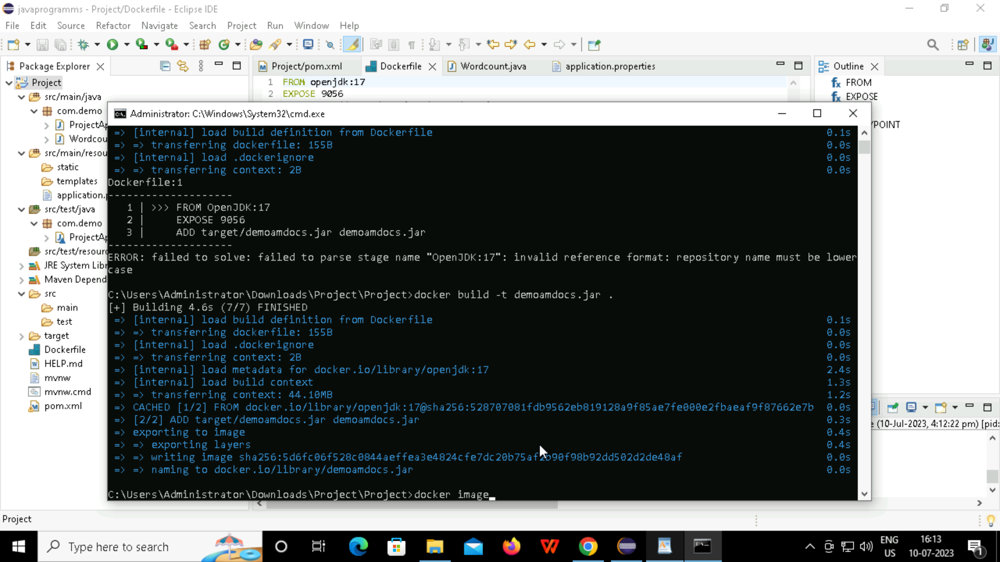 javaprogramms - Project/Dockerfile - Eclipse IDE
File Edit Source Refactor Navigate Search Project Run Window Help
Package Explorer
Project/pom.xml
Dockerfile
Wordcount.java
application.properties
Outline
Project
src/main/java
com.demo
ProjectAp
Wordcou
src/main/resou
static
templates
application.p
src/test/java
com.demo
ProjectAp
src/test/resourc
JRE System Libr
Maven Depend
src
main
test
target
Dockerfile
HELP.md
mvnw
mvnw.cmd
pom.xml
1 FROM openjdk:17
2 EXPOSE 9056
FROM
EXPOSE
YPOINT
Administrator: C:\Windows\System32\cmd.exe
=> [internal] load build definition from Dockerfile 0.1s
=> => transferring dockerfile: 155B 0.0s
=> [internal] load .dockerignore 0.0s
=> => transferring context: 2B 0.0s
Dockerfile:1
--------------------
1 | >>> FROM OpenJDK:17
2 | EXPOSE 9056
3 | ADD target/demoamdocs.jar demoamdocs.jar
--------------------
ERROR: failed to solve: failed to parse stage name "OpenJDK:17": invalid reference format: repository name must be lower
case
C:\Users\Administrator\Downloads\Project\Project>docker build -t demoamdocs.jar .
[+] Building 4.6s (7/7) FINISHED
=> [internal] load build definition from Dockerfile 0.1s
=> => transferring dockerfile: 155B 0.0s
=> [internal] load .dockerignore 0.0s
=> => transferring context: 2B 0.0s
=> [internal] load metadata for docker.io/library/openjdk:17 2.4s
=> [internal] load build context 1.3s
=> => transferring context: 44.10MB 1.2s
=> CACHED [1/2] FROM docker.io/library/openjdk:17@sha256:528707081fdb9562eb819128a9f85ae7fe000e2fbaeaf9f87662e7b 0.0s
=> [2/2] ADD target/demoamdocs.jar demoamdocs.jar 0.3s
=> exporting to image 0.4s
=> => exporting layers 0.4s
=> => writing image 0.0s
=> => naming to docker.io/library/demoamdocs.jar 0.0s
C:\Users\Administrator\Downloads\Project\Project>docker image
e (10-Jul-2023, 4:12:22 pm) [pid:
Project
Type here to search
ENG
US
16:13
10-07-2023
1